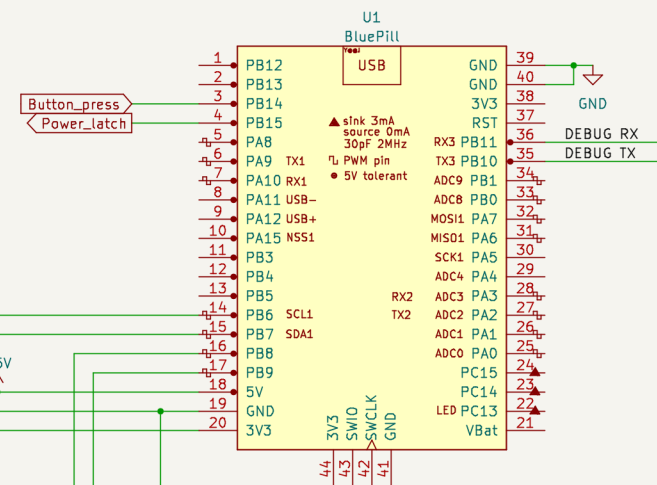 U1
BluePill
USB
1 PB12
2 PB13
Button_press 3 PB14
Power_latch 4 PB15
5 PA8
6 PA9 TX1
7 PA10 RX1
8 PA11 USB-
9 PA12 USB+
10 PA15 NSS1
11 PB3
12 PB4
13 PB5
14 PB6 SCL1
15 PB7 SDA1
16 PB8
17 PB9
18 5V
19 GND
20 3V3
5V
sink 3mA
source 0mA
30pF 2MHz
PWM pin
5V tolerant
GND 39
GND 40
GND
3V3 38
RST 37
RX3 PB11 36 DEBUG RX
TX3 PB10 35 DEBUG TX
ADC9 PB1 34
ADC8 PB0 33
MOSI1 PA7 32
MISO1 PA6 31
SCK1 PA5 30
ADC4 PA4 29
RX2 ADC3 PA3 28
TX2 ADC2 PA2 27
ADC1 PA1 26
ADC0 PA0 25
PC15 24
PC14 23
LED PC13 22
VBat 21
3V3 44
SWIO 43
SWCLK 42
GND 41